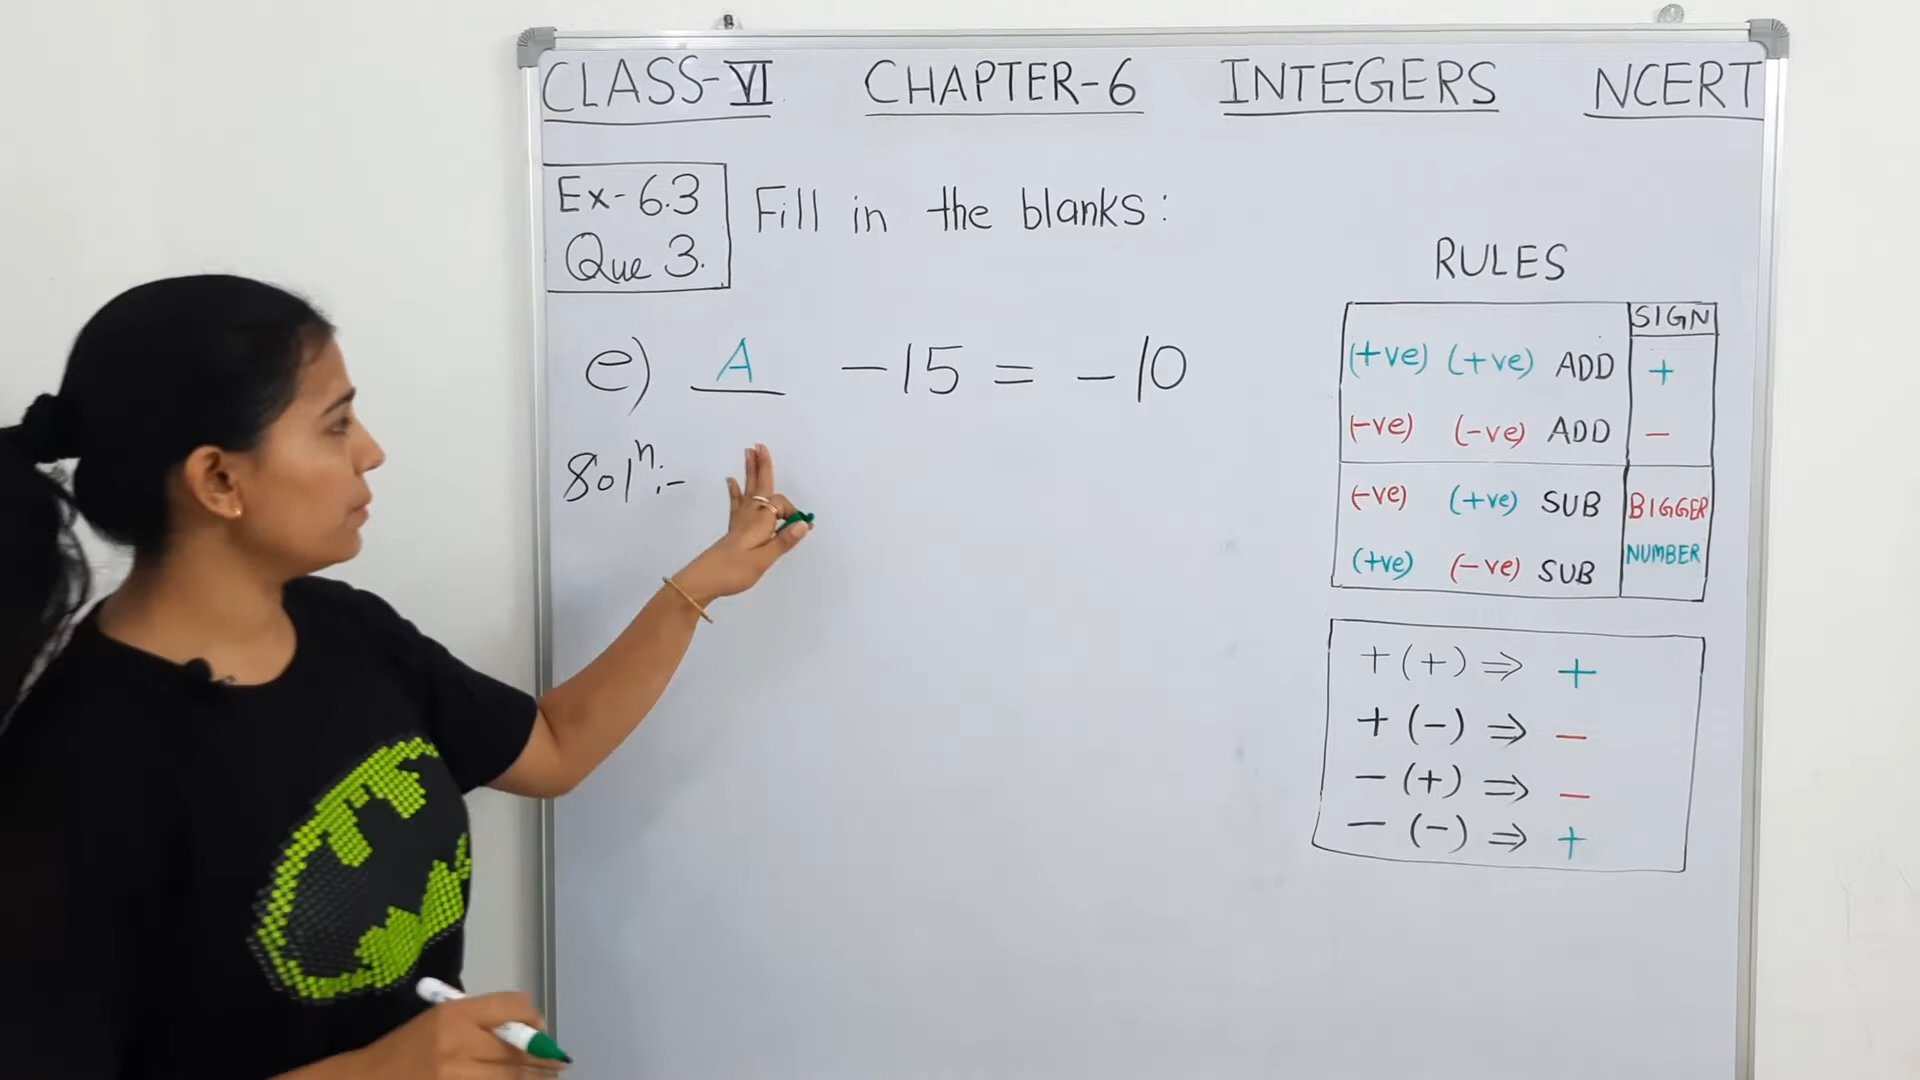 CLASS-VI CHAPTER-6 INTEGERS NCERT
Ex-6.3
Que 3.
Fill in the blanks:
e) A -15 = -10
Solⁿ:-
RULES
SIGN
(+ve) (+ve) ADD +
(-ve) (-ve) ADD -
(-ve) (+ve) SUB BIGGER
(+ve) (-ve) SUB NUMBER
+ (+) ⇒ +
+ (-) ⇒ -
- (+) ⇒ -
- (-) ⇒ +